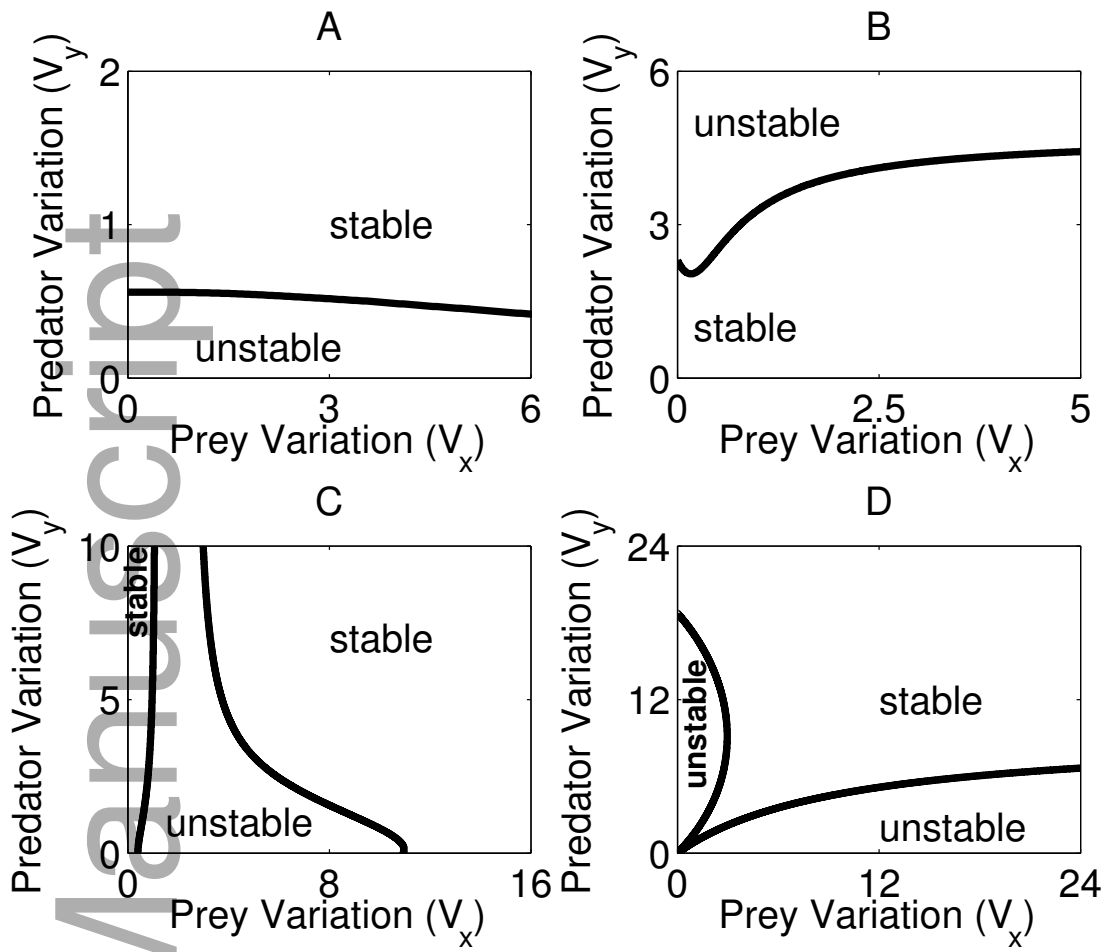 A
Predator Variation (V_y)
2
1
0
stable
unstable
0 3 6
Prey Variation (V_x)
B
Predator Variation (V_y)
6
3
0
unstable
stable
0 2.5 5
Prey Variation (V_x)
C
Predator Variation (V_y)
10
5
0
stable
stable
unstable
0 8 16
Prey Variation (V_x)
D
Predator Variation (V_y)
24
12
0
unstable
stable
unstable
0 12 24
Prey Variation (V_x)
Manuscript